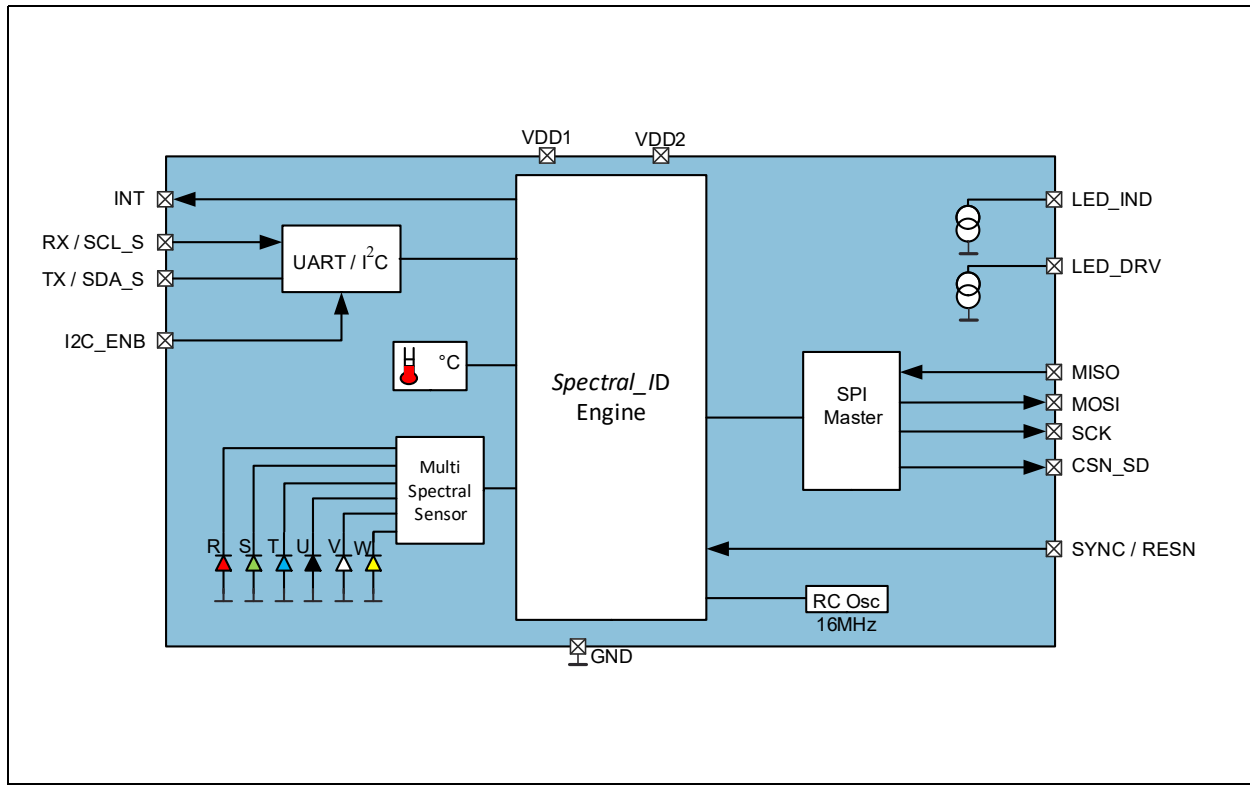 VDD1
VDD2
INT
RX / SCL_S
TX / SDA_S
I2C_ENB
UART / I²C
°C
Spectral_ID
Engine
Multi
Spectral
Sensor
R
S
T
U
V
W
LED_IND
LED_DRV
SPI
Master
MISO
MOSI
SCK
CSN_SD
SYNC / RESN
RC Osc
16MHz
GND